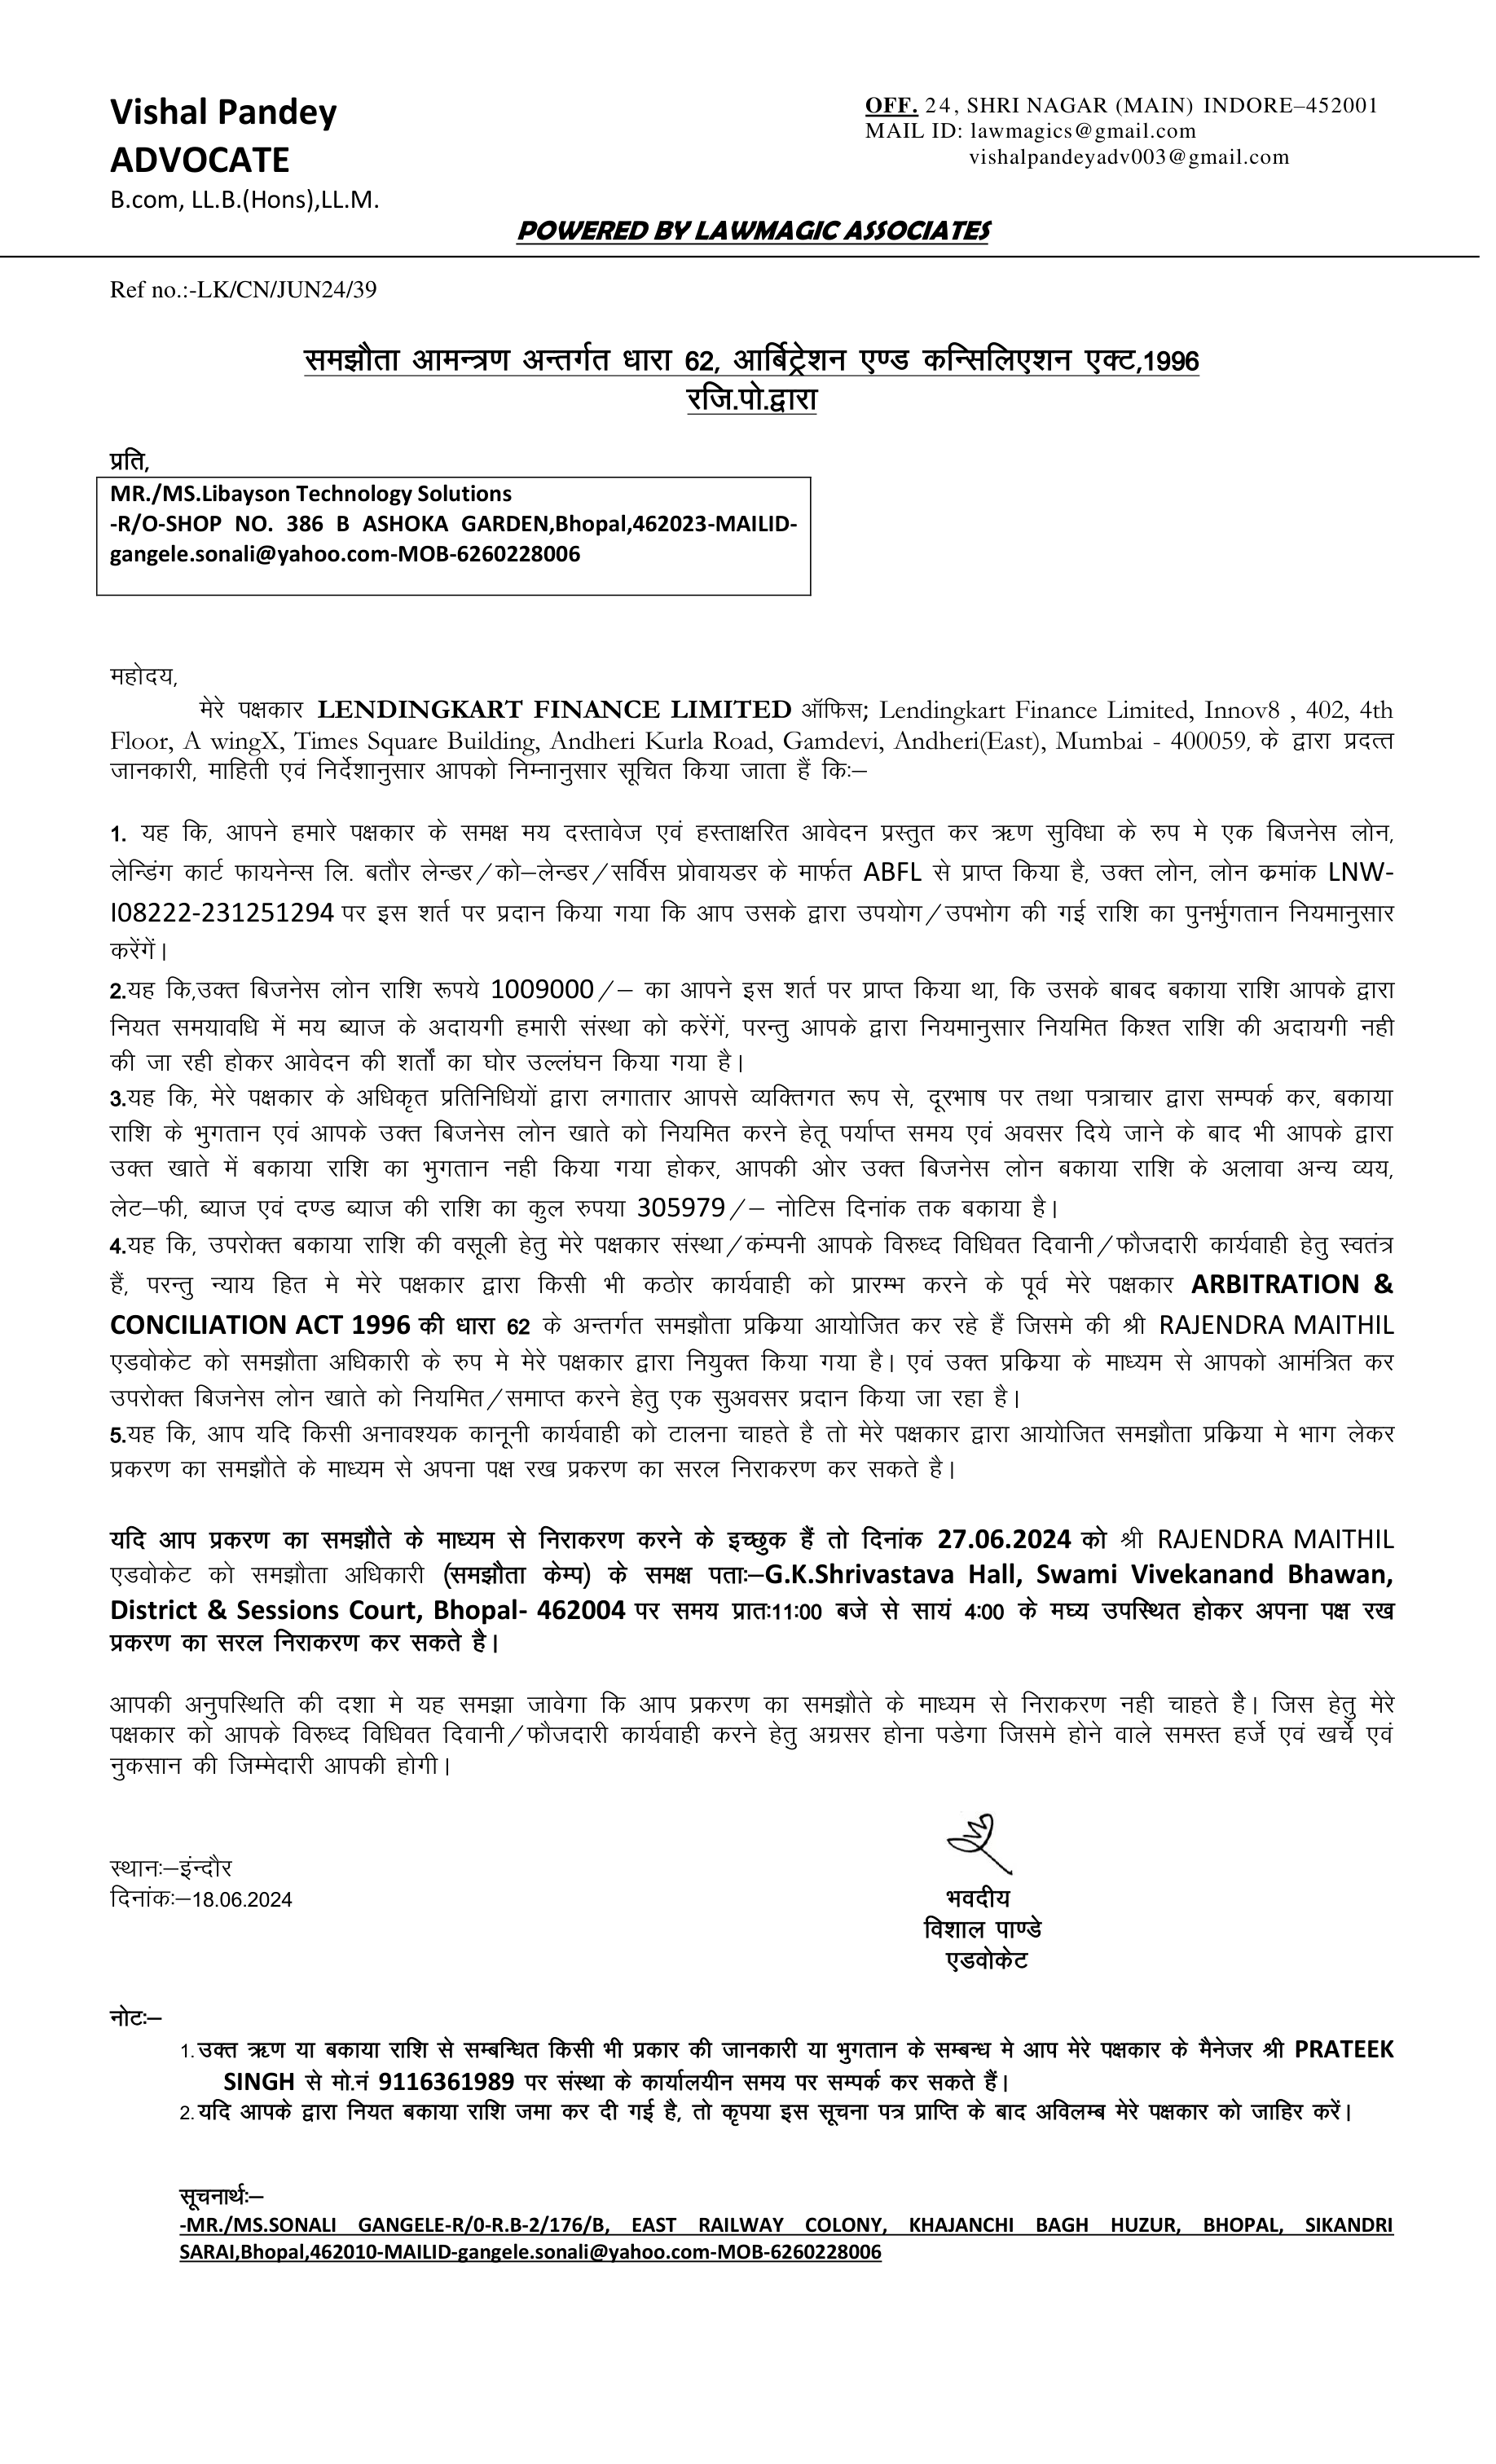 Vishal Pandey
ADVOCATE
B.com, LL.B.(Hons),LL.M.
OFF. 24, SHRI NAGAR (MAIN) INDORE–452001
MAIL ID: lawmagics@gmail.com
vishalpandeyadv003@gmail.com
POWERED BY LAWMAGIC ASSOCIATES
Ref no.:-LK/CN/JUN24/39
समझौता आमन्त्रण अन्तर्गत धारा 62, आर्बिट्रेशन एण्ड कन्सिलिएशन एक्ट,1996
रजि.पो.द्वारा
प्रति,
MR./MS.Libayson Technology Solutions
-R/O-SHOP NO. 386 B ASHOKA GARDEN,Bhopal,462023-MAILID-
gangele.sonali@yahoo.com-MOB-6260228006
महोदय,
मेरे पक्षकार LENDINGKART FINANCE LIMITED ऑफिस; Lendingkart Finance Limited, Innov8 , 402, 4th
Floor, A wingX, Times Square Building, Andheri Kurla Road, Gamdevi, Andheri(East), Mumbai - 400059, के द्वारा प्रदत्त
जानकारी, माहिती एवं निर्देशानुसार आपको निम्नानुसार सूचित किया जाता हैं कि:–
1. यह कि, आपने हमारे पक्षकार के समक्ष मय दस्तावेज एवं हस्ताक्षरित आवेदन प्रस्तुत कर ऋण सुविधा के रुप मे एक बिजनेस लोन,
लेन्डिंग कार्ट फायनेन्स लि. बतौर लेन्डर/को–लेन्डर/सर्विस प्रोवायडर के मार्फत ABFL से प्राप्त किया है, उक्त लोन, लोन क्रमांक LNW-
I08222-231251294 पर इस शर्त पर प्रदान किया गया कि आप उसके द्वारा उपयोग/उपभोग की गई राशि का पुनर्भुगतान नियमानुसार
करेंगें।
2.यह कि,उक्त बिजनेस लोन राशि रूपये 1009000/– का आपने इस शर्त पर प्राप्त किया था, कि उसके बाबद बकाया राशि आपके द्वारा
नियत समयावधि में मय ब्याज के अदायगी हमारी संस्था को करेंगें, परन्तु आपके द्वारा नियमानुसार नियमित किश्त राशि की अदायगी नही
की जा रही होकर आवेदन की शर्तों का घोर उल्लंघन किया गया है।
3.यह कि, मेरे पक्षकार के अधिकृत प्रतिनिधियों द्वारा लगातार आपसे व्यक्तिगत रूप से, दूरभाष पर तथा पत्राचार द्वारा सम्पर्क कर, बकाया
राशि के भुगतान एवं आपके उक्त बिजनेस लोन खाते को नियमित करने हेतू पर्याप्त समय एवं अवसर दिये जाने के बाद भी आपके द्वारा
उक्त खाते में बकाया राशि का भुगतान नही किया गया होकर, आपकी ओर उक्त बिजनेस लोन बकाया राशि के अलावा अन्य व्यय,
लेट–फी, ब्याज एवं दण्ड ब्याज की राशि का कुल रुपया 305979/– नोटिस दिनांक तक बकाया है।
4.यह कि, उपरोक्त बकाया राशि की वसूली हेतु मेरे पक्षकार संस्था/कंम्पनी आपके विरुध्द विधिवत दिवानी/फौजदारी कार्यवाही हेतु स्वतंत्र
हैं, परन्तु न्याय हित मे मेरे पक्षकार द्वारा किसी भी कठोर कार्यवाही को प्रारम्भ करने के पूर्व मेरे पक्षकार ARBITRATION &
CONCILIATION ACT 1996 की धारा 62 के अन्तर्गत समझौता प्रक्रिया आयोजित कर रहे हैं जिसमे की श्री RAJENDRA MAITHIL
एडवोकेट को समझौता अधिकारी के रुप मे मेरे पक्षकार द्वारा नियुक्त किया गया है। एवं उक्त प्रक्रिया के माध्यम से आपको आमंत्रित कर
उपरोक्त बिजनेस लोन खाते को नियमित/समाप्त करने हेतु एक सुअवसर प्रदान किया जा रहा है।
5.यह कि, आप यदि किसी अनावश्यक कानूनी कार्यवाही को टालना चाहते है तो मेरे पक्षकार द्वारा आयोजित समझौता प्रक्रिया मे भाग लेकर
प्रकरण का समझौते के माध्यम से अपना पक्ष रख प्रकरण का सरल निराकरण कर सकते है।
यदि आप प्रकरण का समझौते के माध्यम से निराकरण करने के इच्छुक हैं तो दिनांक 27.06.2024 को श्री RAJENDRA MAITHIL
एडवोकेट को समझौता अधिकारी (समझौता केम्प) के समक्ष पता:–G.K.Shrivastava Hall, Swami Vivekanand Bhawan,
District & Sessions Court, Bhopal- 462004 पर समय प्रात:11:00 बजे से सायं 4:00 के मघ्य उपस्थित होकर अपना पक्ष रख
प्रकरण का सरल निराकरण कर सकते है।
आपकी अनुपस्थिति की दशा मे यह समझा जावेगा कि आप प्रकरण का समझौते के माध्यम से निराकरण नही चाहते है। जिस हेतु मेरे
पक्षकार को आपके विरुध्द विधिवत दिवानी/फौजदारी कार्यवाही करने हेतु अग्रसर होना पडेगा जिसमे होने वाले समस्त हर्जे एवं खर्चे एवं
नुकसान की जिम्मेदारी आपकी होगी।
स्थान:–इंन्दौर
दिनांक:–18.06.2024
भवदीय
विशाल पाण्डे
एडवोकेट
नोट:–
1. उक्त ऋण या बकाया राशि से सम्बन्धित किसी भी प्रकार की जानकारी या भुगतान के सम्बन्ध मे आप मेरे पक्षकार के मैनेजर श्री PRATEEK
SINGH से मो.नं 9116361989 पर संस्था के कार्यालयीन समय पर सम्पर्क कर सकते हैं।
2. यदि आपके द्वारा नियत बकाया राशि जमा कर दी गई है, तो कृपया इस सूचना पत्र प्राप्ति के बाद अविलम्ब मेरे पक्षकार को जाहिर करें।
सूचनार्थ:–
-MR./MS.SONALI GANGELE-R/0-R.B-2/176/B, EAST RAILWAY COLONY, KHAJANCHI BAGH HUZUR, BHOPAL, SIKANDRI
SARAI,Bhopal,462010-MAILID-gangele.sonali@yahoo.com-MOB-6260228006